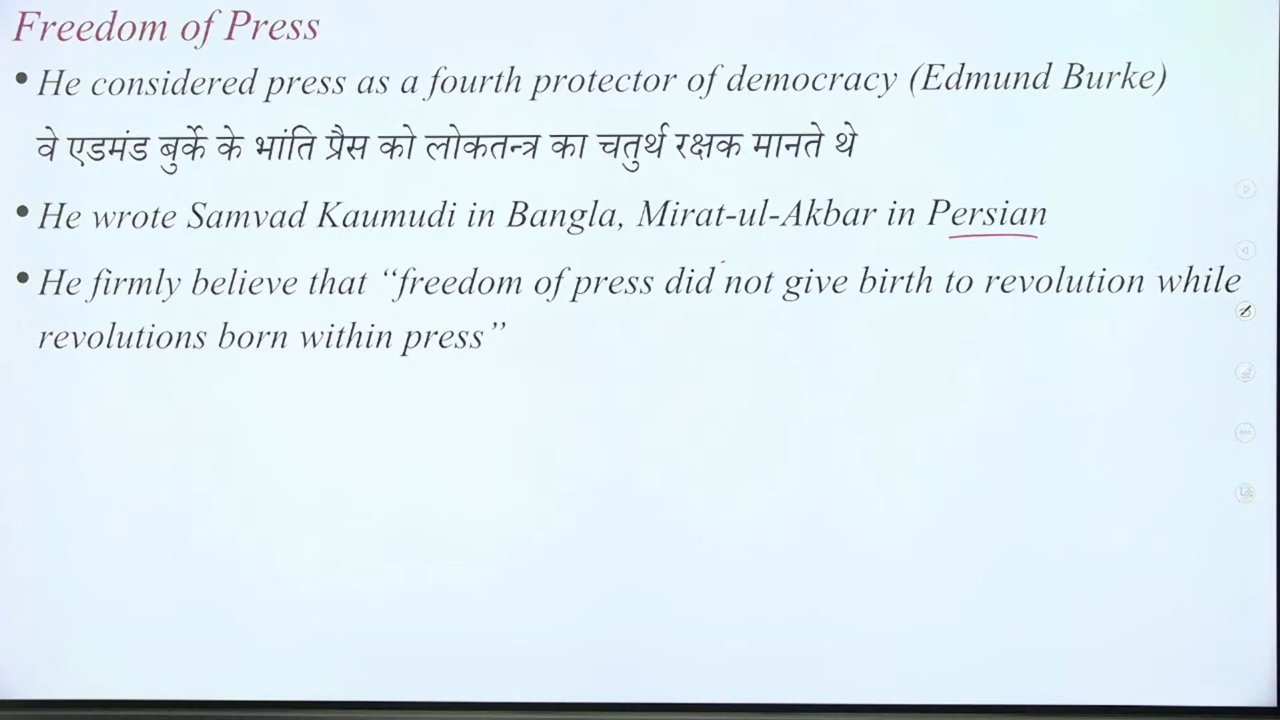 Freedom of Press
• He considered press as a fourth protector of democracy (Edmund Burke)
वे एडमंड बुर्के के भांति प्रैस को लोकतन्त्र का चतुर्थ रक्षक मानते थे
• He wrote Samvad Kaumudi in Bangla, Mirat-ul-Akbar in Persian
• He firmly believe that “freedom of press did not give birth to revolution while
revolutions born within press”